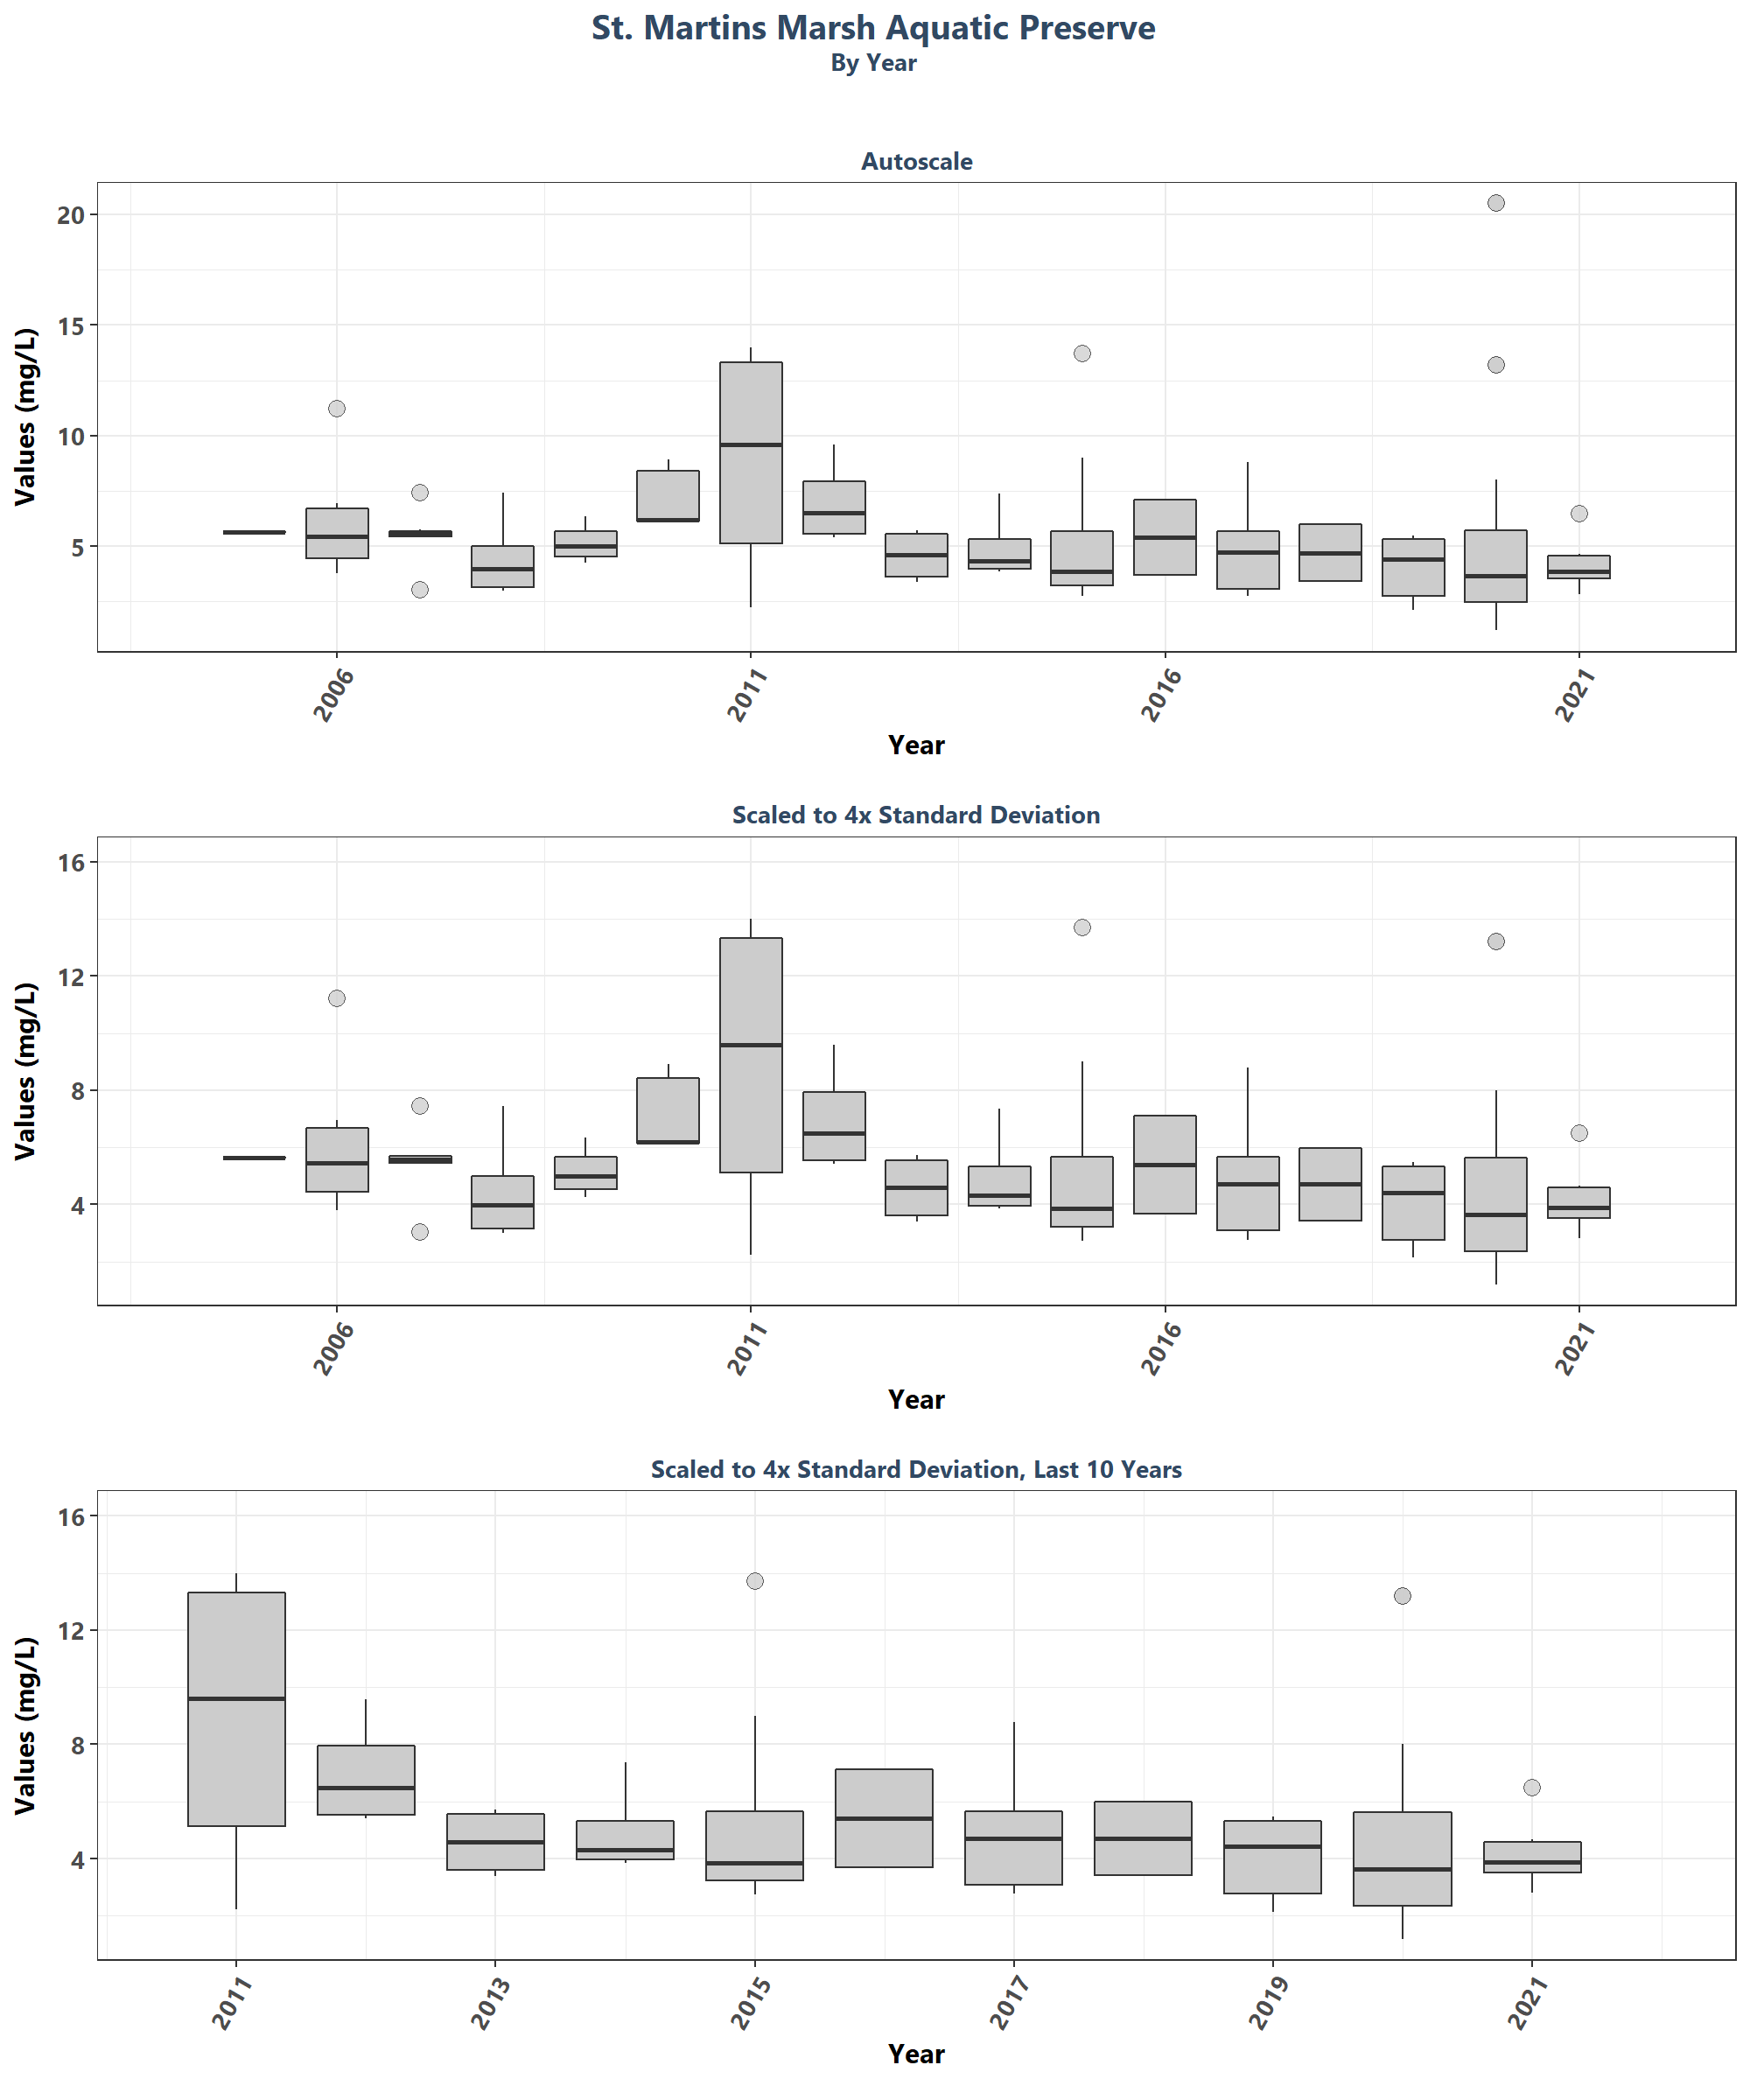 St. Martins Marsh Aquatic Preserve
By Year
Autoscale
Values (mg/L)
20
15
10
5
2006
2011
2016
2021
Year
Scaled to 4x Standard Deviation
Values (mg/L)
16
12
8
4
2006
2011
2016
2021
Year
Scaled to 4x Standard Deviation, Last 10 Years
Values (mg/L)
16
12
8
4
2011
2013
2015
2017
2019
2021
Year